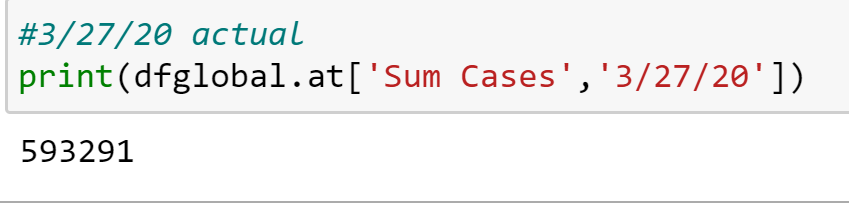 #3/27/20 actual
print(dfglobal.at['Sum Cases','3/27/20'])
593291